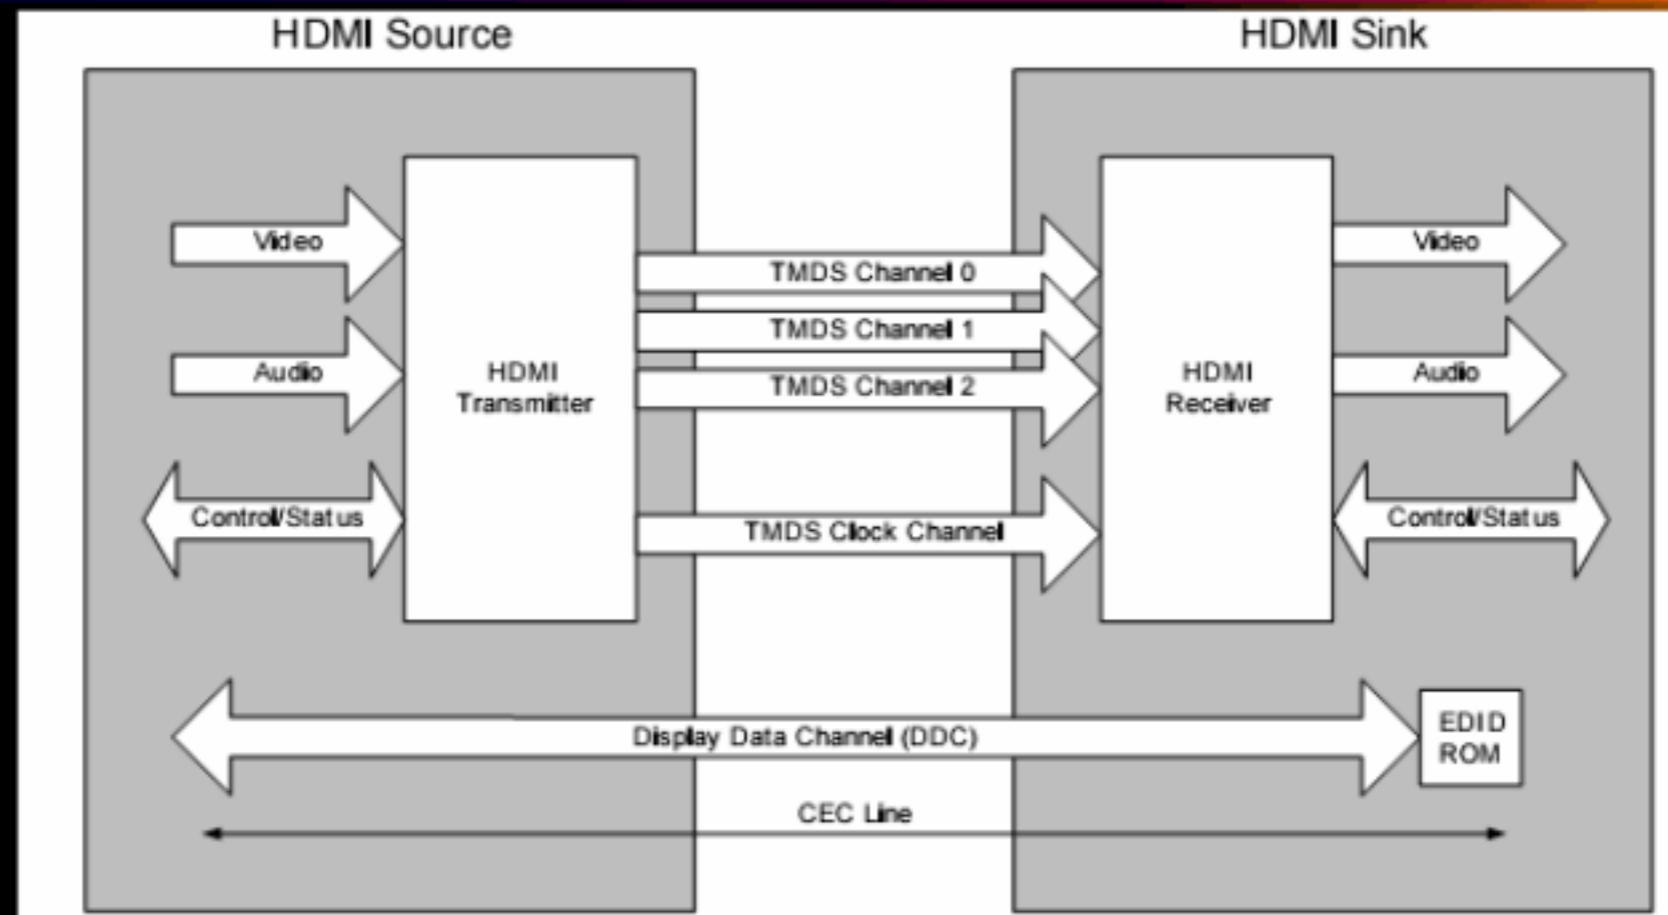 HDMI Source
HDMI Sink
Video
Audio
Control/Status
HDMI
Transmitter
TMDS Channel 0
TMDS Channel 1
TMDS Channel 2
TMDS Clock Channel
HDMI
Receiver
Video
Audio
Control/Status
Display Data Channel (DDC)
EDID
ROM
CEC Line